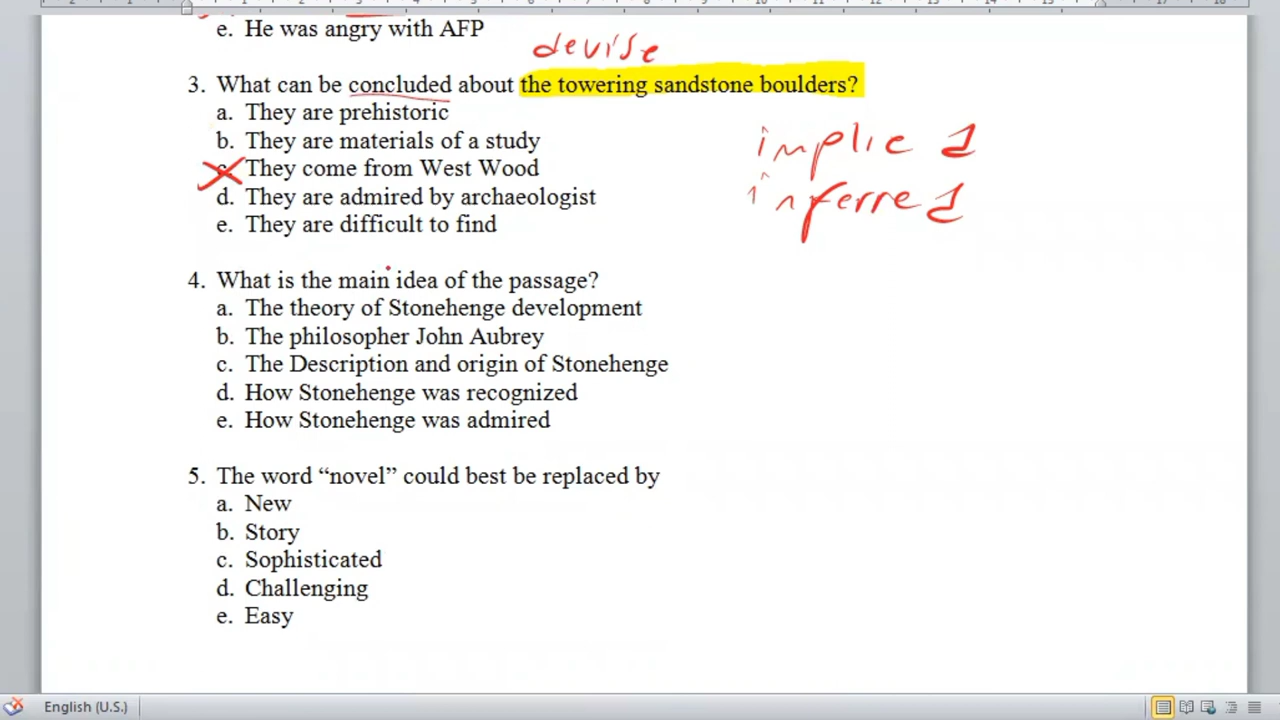 e. He was angry with AFP
devise
3. What can be concluded about the towering sandstone boulders?
a. They are prehistoric
b. They are materials of a study
c. They come from West Wood
d. They are admired by archaeologist
e. They are difficult to find
implied
inferred
4. What is the main idea of the passage?
a. The theory of Stonehenge development
b. The philosopher John Aubrey
c. The Description and origin of Stonehenge
d. How Stonehenge was recognized
e. How Stonehenge was admired
5. The word “novel” could best be replaced by
a. New
b. Story
c. Sophisticated
d. Challenging
e. Easy
English (U.S.)